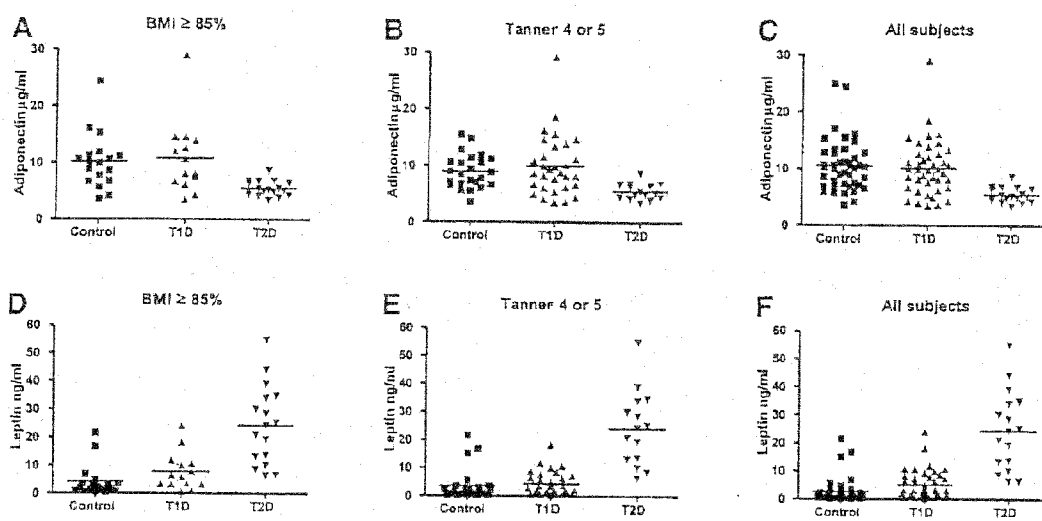 A
BMI ≥ 85%
Adiponectin µg/ml
30
20
10
0
Control T1D T2D
B
Tanner 4 or 5
Adiponectin µg/ml
30
20
10
0
Control T1D T2D
C
All subjects
Adiponectin µg/ml
30
20
10
0
Control T1D T2D
D
BMI ≥ 85%
Leptin ng/ml
60
50
40
30
20
10
0
Control T1D T2D
E
Tanner 4 or 5
Leptin ng/ml
60
50
40
30
20
10
0
Control T1D T2D
F
All subjects
Leptin ng/ml
60
50
40
30
20
10
0
Control T1D T2D